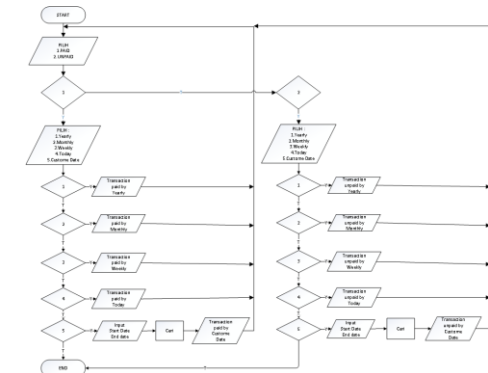 START
PILIH
1.PAID
2.UNPAID
1
2
PILIH :
1.Yearly
2.Monthly
3.Weekly
4.Today
5.Custome Date
PILIH :
1.Yearly
2.Monthly
3.Weekly
4.Today
5.Custome Date
1
Transaction
paid by
Yearly
1
Transaction
unpaid by
Yearly
2
Transaction
paid by
Monthly
2
Transaction
unpaid by
Monthly
3
Transaction
paid by
Weekly
3
Transaction
unpaid by
Weekly
4
Transaction
paid by
Today
4
Transaction
unpaid by
Today
5
Input
Start Date
End date
Cari
Transaction
paid by
Custome
Date
Input
Start Date
End date
Cari
Transaction
unpaid by
Custome
Date
END